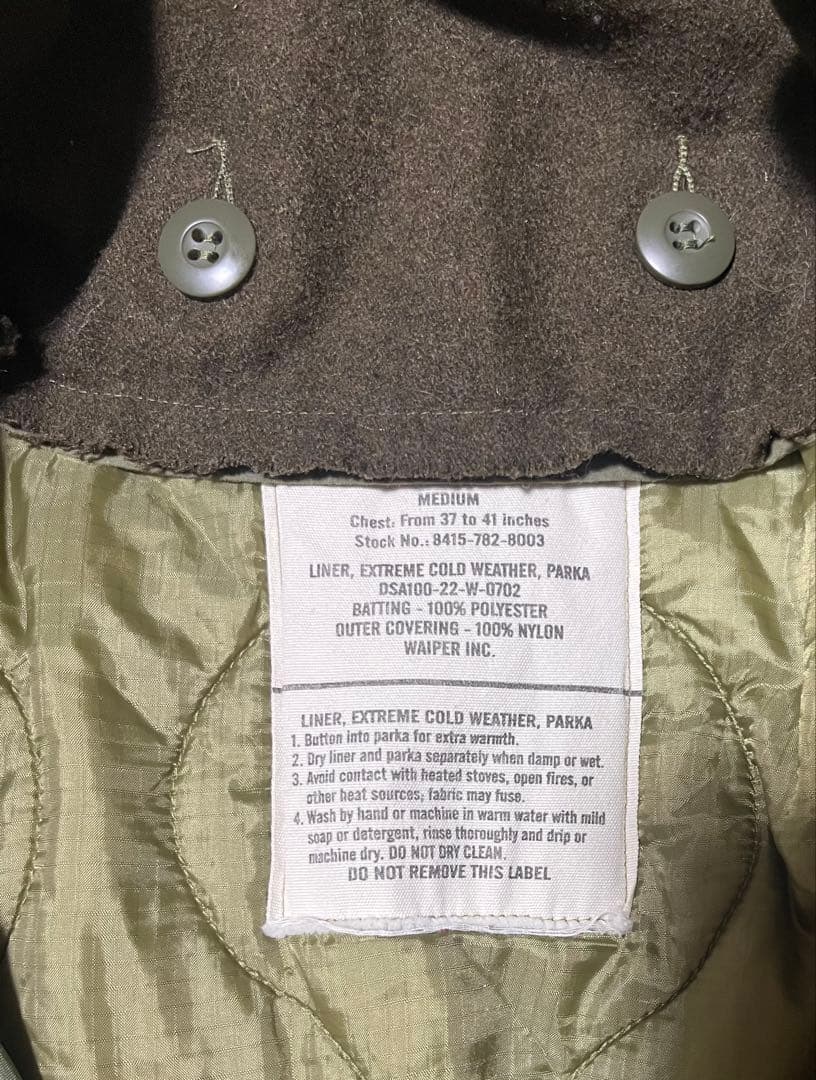 MEDIUM
Chest: From 37 to 41 inches
Stock No.: 8415-782-8003
LINER, EXTREME COLD WEATHER, PARKA
DSA100-22-W-0702
BATTING - 100% POLYESTER
OUTER COVERING - 100% NYLON
WAIPER INC.
LINER, EXTREME COLD WEATHER, PARKA
1. Button into parka for extra warmth.
2. Dry liner and parka separately when damp or wet.
3. Avoid contact with heated stoves, open fires, or
other heat sources; fabric may fuse.
4. Wash by hand or machine in warm water with mild
soap or detergent, rinse thoroughly and drip or
machine dry. DO NOT DRY CLEAN.
DO NOT REMOVE THIS LABEL